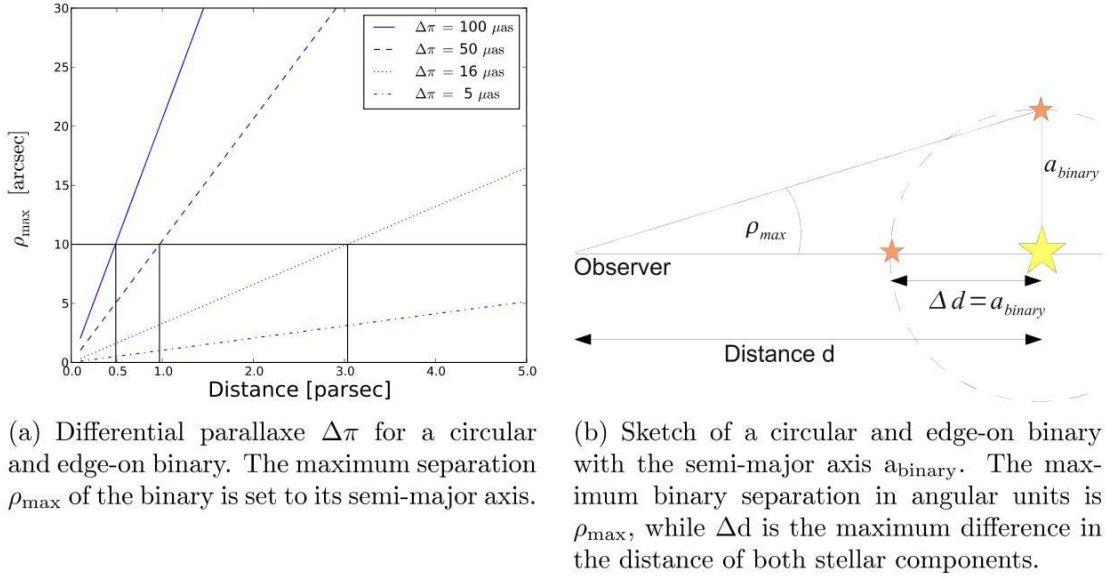 30
25
20
15
10
5
0
ρmax [arcsec]
Δπ = 100 μas
Δπ = 50 μas
Δπ = 16 μas
Δπ = 5 μas
0.0 0.5 1.0 2.0 3.0 4.0 5.0
Distance [parsec]
ρmax
Observer
abinary
Δd=abinary
Distance d
(a) Differential parallaxe Δπ for a circular
and edge-on binary. The maximum separation
ρmax of the binary is set to its semi-major axis.
(b) Sketch of a circular and edge-on binary
with the semi-major axis abinary. The max-
imum binary separation in angular units is
ρmax, while Δd is the maximum difference in
the distance of both stellar components.